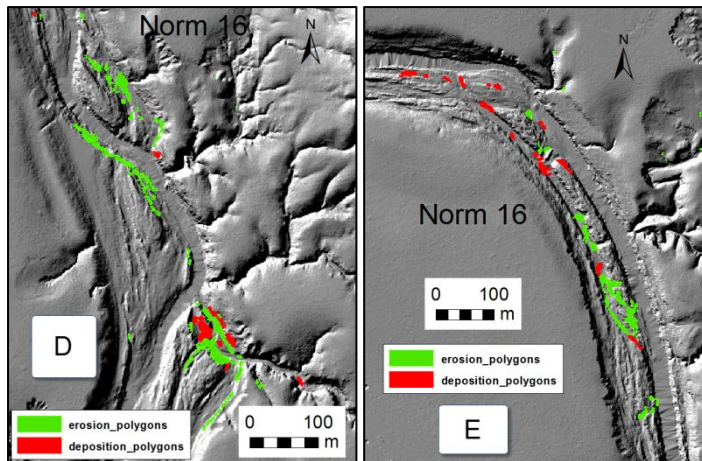 Norm 16
N
D
0 100
m
erosion_polygons
deposition_polygons
N
Norm 16
0 100
m
erosion_polygons
deposition_polygons
E